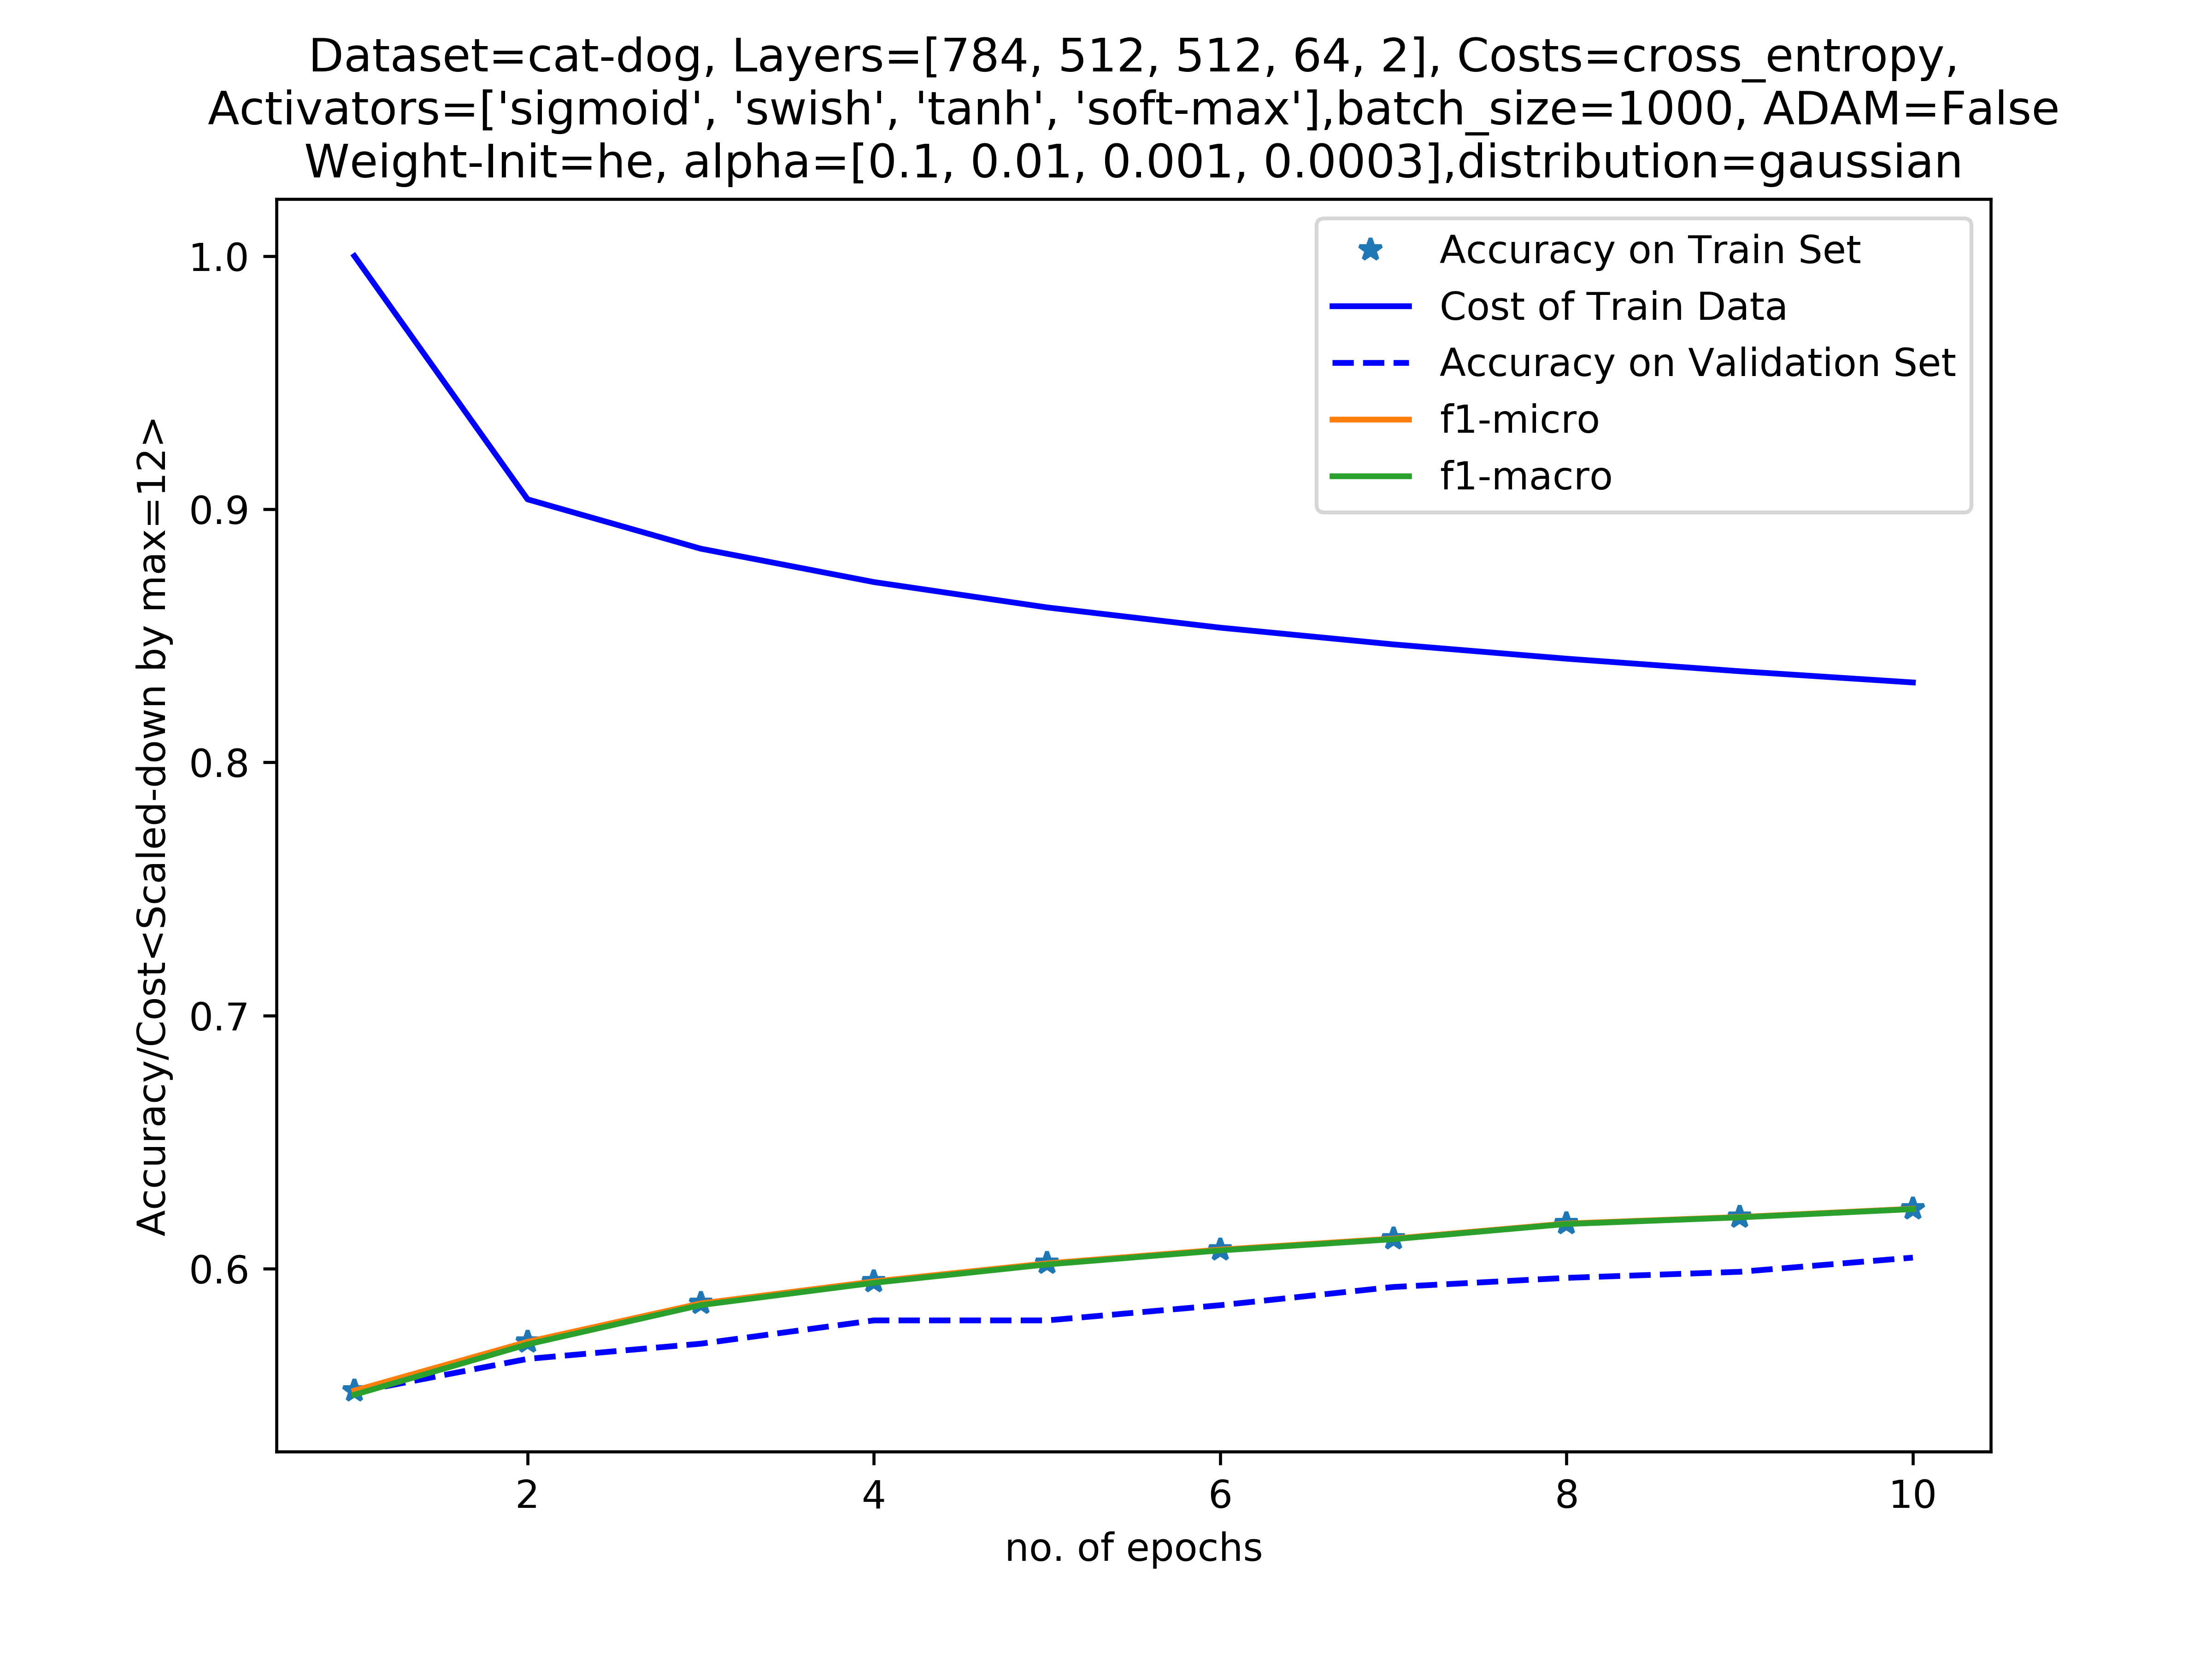 Dataset=cat-dog, Layers=[784, 512, 512, 64, 2], Costs=cross_entropy,
Activators=['sigmoid', 'swish', 'tanh', 'soft-max'],batch_size=1000, ADAM=False
Weight-Init=he, alpha=[0.1, 0.01, 0.001, 0.0003],distribution=gaussian
Accuracy on Train Set
Cost of Train Data
Accuracy on Validation Set
f1-micro
f1-macro
Accuracy/Cost<Scaled-down by max=12>
1.0
0.9
0.8
0.7
0.6
2 4 6 8 10
no. of epochs